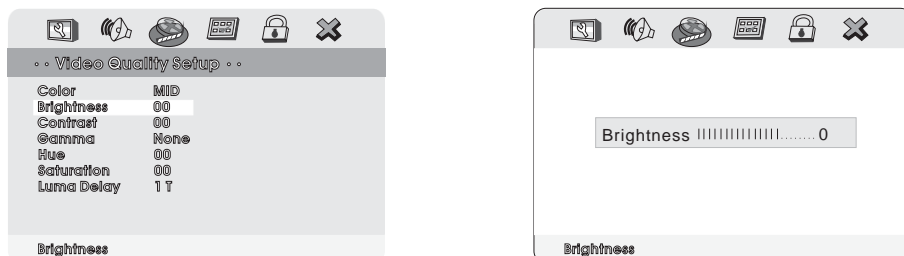 • • Video Quality Setup • •
Color MID
Brightness 00
Contrast 00
Gamma None
Hue 00
Saturation 00
Luma Delay 1 T
Brightness
Brightness IIIIIIIIIIIIIII........ 0
Brightness